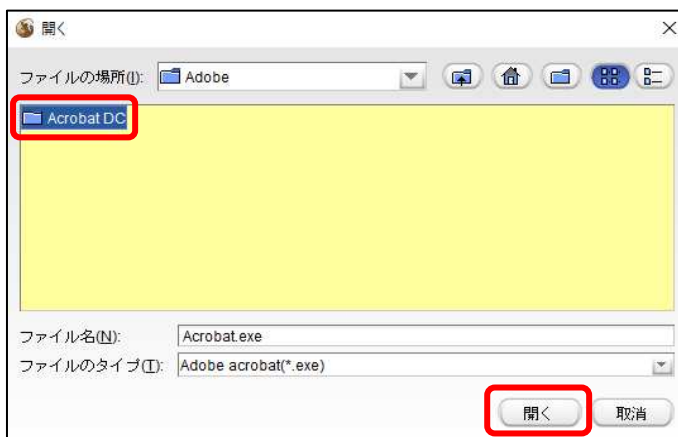 開く
ファイルの場所(I): Adobe
Acrobat DC
ファイル名(N): Acrobat.exe
ファイルのタイプ(T): Adobe acrobat(*.exe)
開く 取消